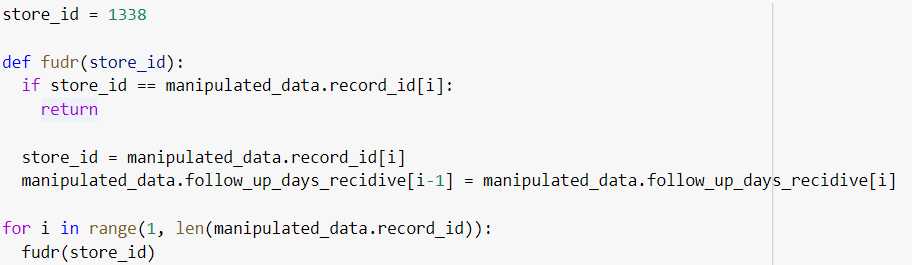 store_id = 1338
def fudr(store_id):
if store_id == manipulated_data.record_id[i]:
return
store_id = manipulated_data.record_id[i]
manipulated_data.follow_up_days_recidive[i-1] = manipulated_data.follow_up_days_recidive[i]
for i in range(1, len(manipulated_data.record_id)):
fudr(store_id)